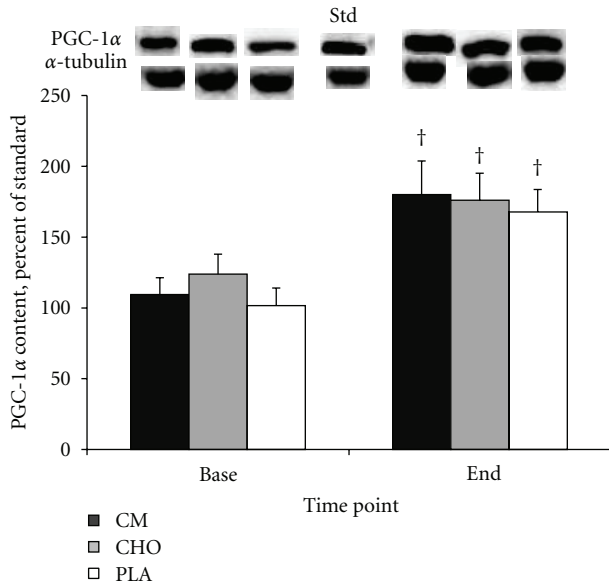 Std
PGC-1α
α-tubulin
250
200
150
100
50
0
PGC-1α content, percent of standard
† † †
Base End
Time point
CM
CHO
PLA